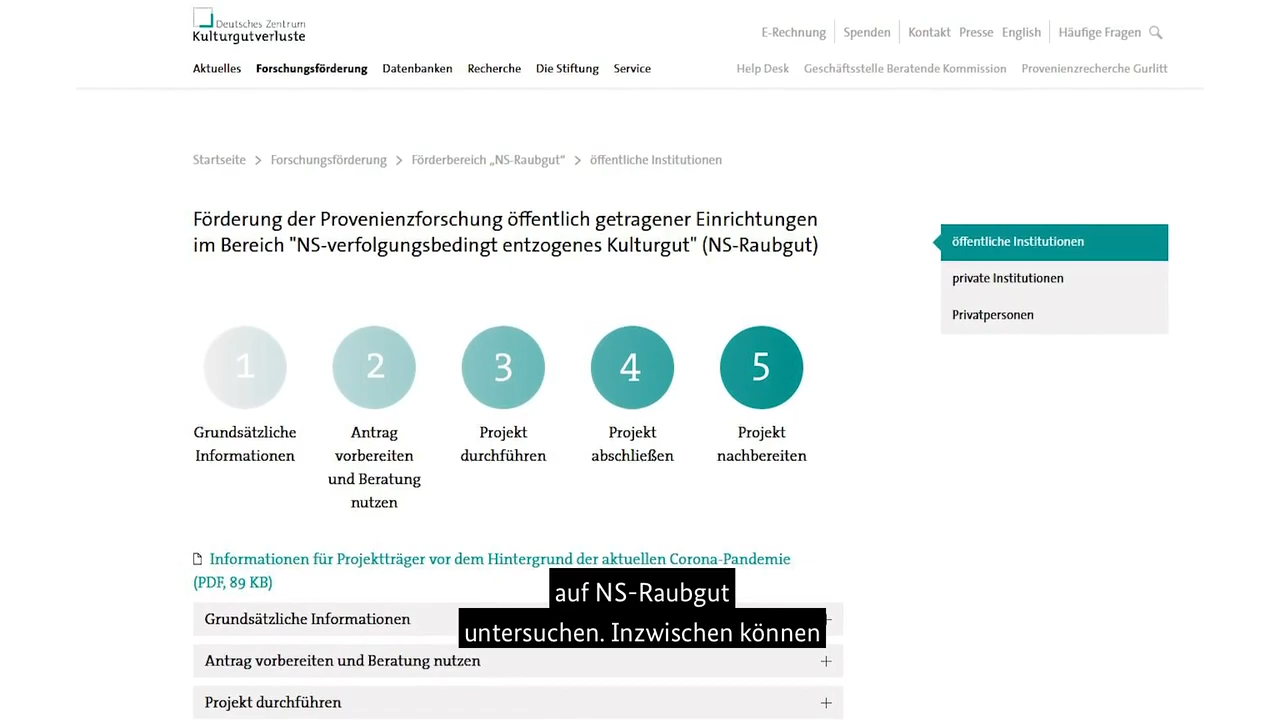 Deutsches Zentrum
Kulturgutverluste
E-Rechnung Spenden Kontakt Presse English Häufige Fragen
Aktuelles Forschungsförderung Datenbanken Recherche Die Stiftung Service Help Desk Geschäftsstelle Beratende Kommission Provenienzrecherche Gurlitt
Startseite > Forschungsförderung > Förderbereich „NS-Raubgut“ > öffentliche Institutionen
Förderung der Provenienzforschung öffentlich getragener Einrichtungen
im Bereich "NS-verfolgungsbedingt entzogenes Kulturgut" (NS-Raubgut)
öffentliche Institutionen
private Institutionen
Privatpersonen
1
Grundsätzliche
Informationen
2
Antrag
vorbereiten
und Beratung
nutzen
3
Projekt
durchführen
4
Projekt
abschließen
5
Projekt
nachbereiten
Informationen für Projektträger vor dem Hintergrund der aktuellen Corona-Pandemie
(PDF, 89 KB)
Grundsätzliche Informationen
Antrag vorbereiten und Beratung nutzen
Projekt durchführen
auf NS-Raubgut
untersuchen. Inzwischen können